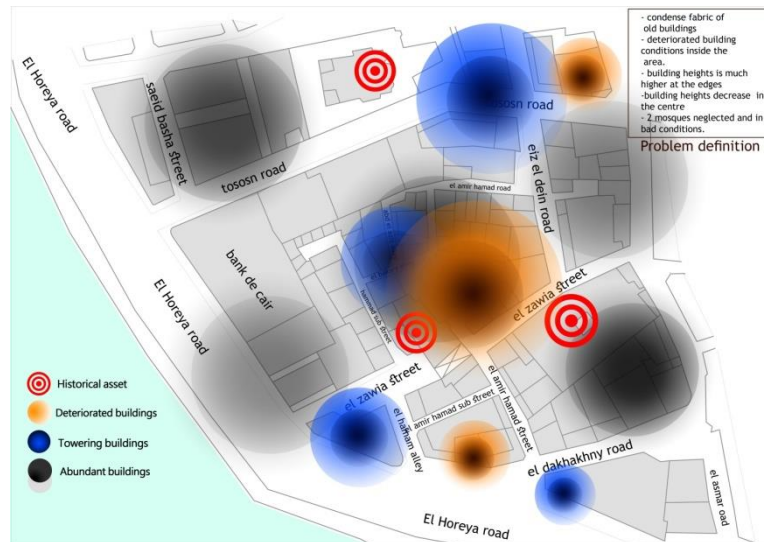 - condense fabric of
old buildings
- deteriorated building
conditions inside the
area.
- building heights is much
higher at the edges
-building heights decrease in
the centre
- 2 mosques neglected and in
bad conditions.
Problem definition
El Horeya road
saeid basha street
tososn road
tososn road
eiz el dein road
el amir hamad road
bank de cair
hammad sub street
El Horeya road
el zawia street
el zawia street
el amir hamad street
amir hamad sub street
el hamam alley
el dakhakhny road
el asmar road
El Horeya road
Historical asset
Deteriorated buildings
Towering buildings
Abundant buildings